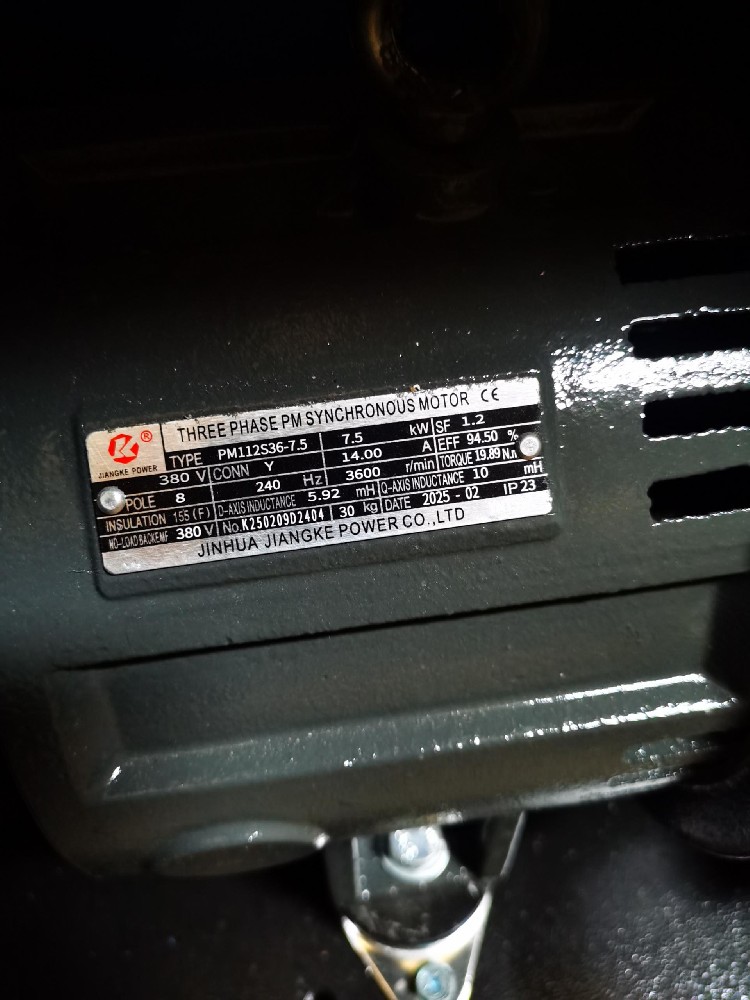 THREE PHASE PM SYNCHRONOUS MOTOR CE
®
JIANGKE POWER
TYPE PM112S36-7.5 7.5 kW SF 1.2
380 V CONN Y 14.00 A EFF 94.50 %
POLE 8 240 Hz 3600 r/min TORQUE 19.89 N.m
INSULATION 155 (F) D-AXIS INDUCTANCE 5.92 mH Q-AXIS INDUCTANCE 10 mH
NO-LOAD BACK EMF 380 V No. K250209D2404 30 kg DATE 2025-02 IP 23
JINHUA JIANGKE POWER CO.,LTD